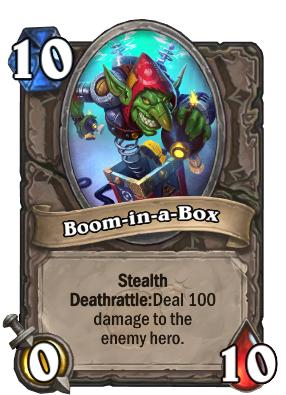 10
Boom-in-a-Box
Stealth
Deathrattle:Deal 100
damage to the
enemy hero.
0
10